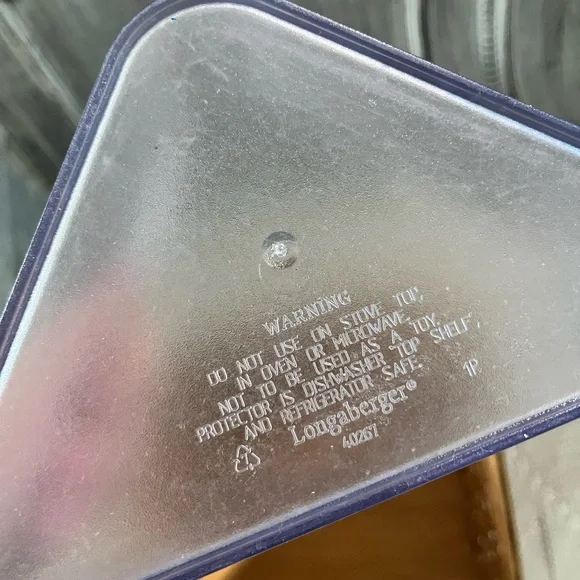 WARNING
DO NOT USE ON STOVE TOP,
IN OVEN OR MICROWAVE.
NOT TO BE USED AS A TOY.
PROTECTOR IS DISHWASHER "TOP SHELF",
AND REFRIGERATOR SAFE.
Longaberger®
40267
1P